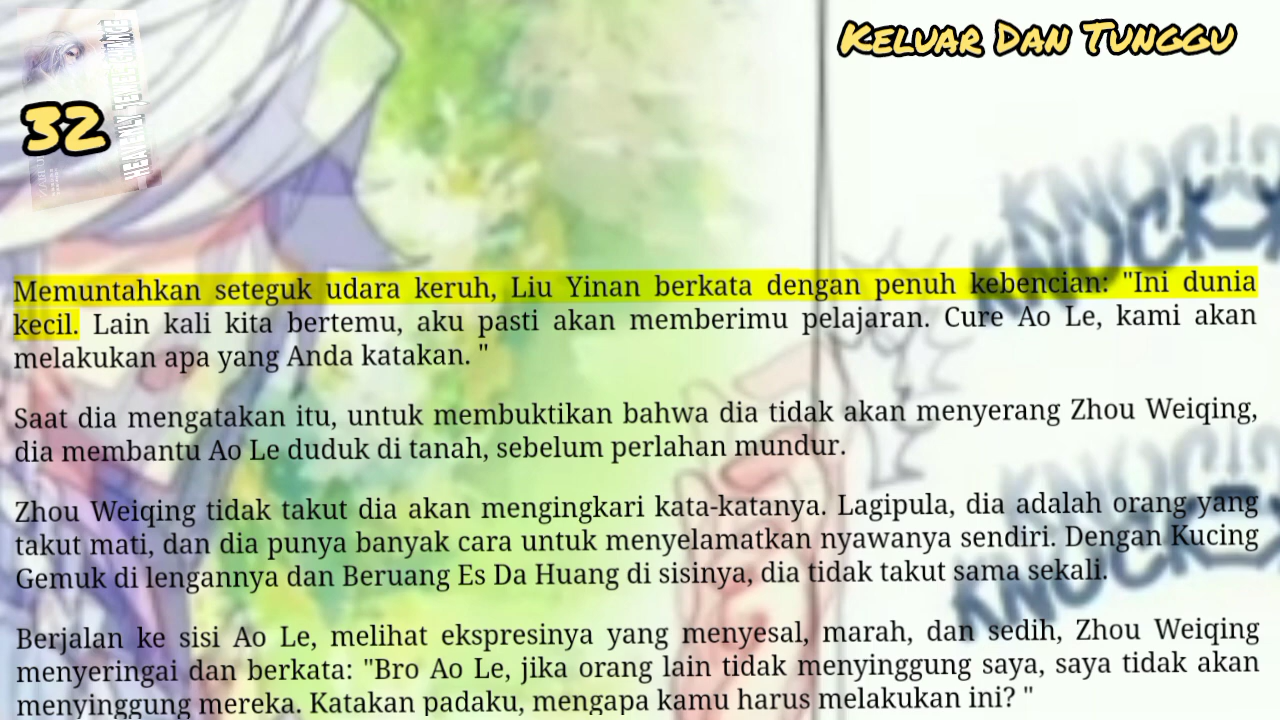 Keluar Dan Tunggu
HEAVENLY JEWEL CHANGE
32
KNOCK
KNOCK
Memuntahkan seteguk udara keruh, Liu Yinan berkata dengan penuh kebencian: "Ini dunia
kecil. Lain kali kita bertemu, aku pasti akan memberimu pelajaran. Cure Ao Le, kami akan
melakukan apa yang Anda katakan. "
Saat dia mengatakan itu, untuk membuktikan bahwa dia tidak akan menyerang Zhou Weiqing,
dia membantu Ao Le duduk di tanah, sebelum perlahan mundur.
Zhou Weiqing tidak takut dia akan mengingkari kata-katanya. Lagipula, dia adalah orang yang
takut mati, dan dia punya banyak cara untuk menyelamatkan nyawanya sendiri. Dengan Kucing
Gemuk di lengannya dan Beruang Es Da Huang di sisinya, dia tidak takut sama sekali.
KNOCK
KNOCK
Berjalan ke sisi Ao Le, melihat ekspresinya yang menyesal, marah, dan sedih, Zhou Weiqing
menyeringai dan berkata: "Bro Ao Le, jika orang lain tidak menyinggung saya, saya tidak akan
menyinggung mereka. Katakan padaku, mengapa kamu harus melakukan ini? "